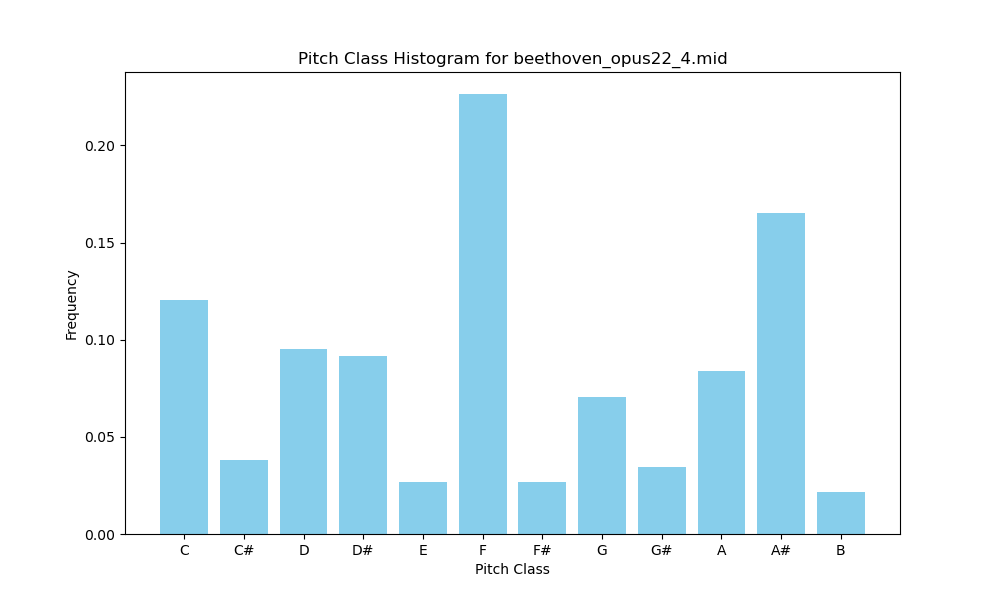 Pitch Class Histogram for beethoven_opus22_4.mid
Frequency
0.20
0.15
0.10
0.05
0.00
C C# D D# E F F# G G# A A# B
Pitch Class